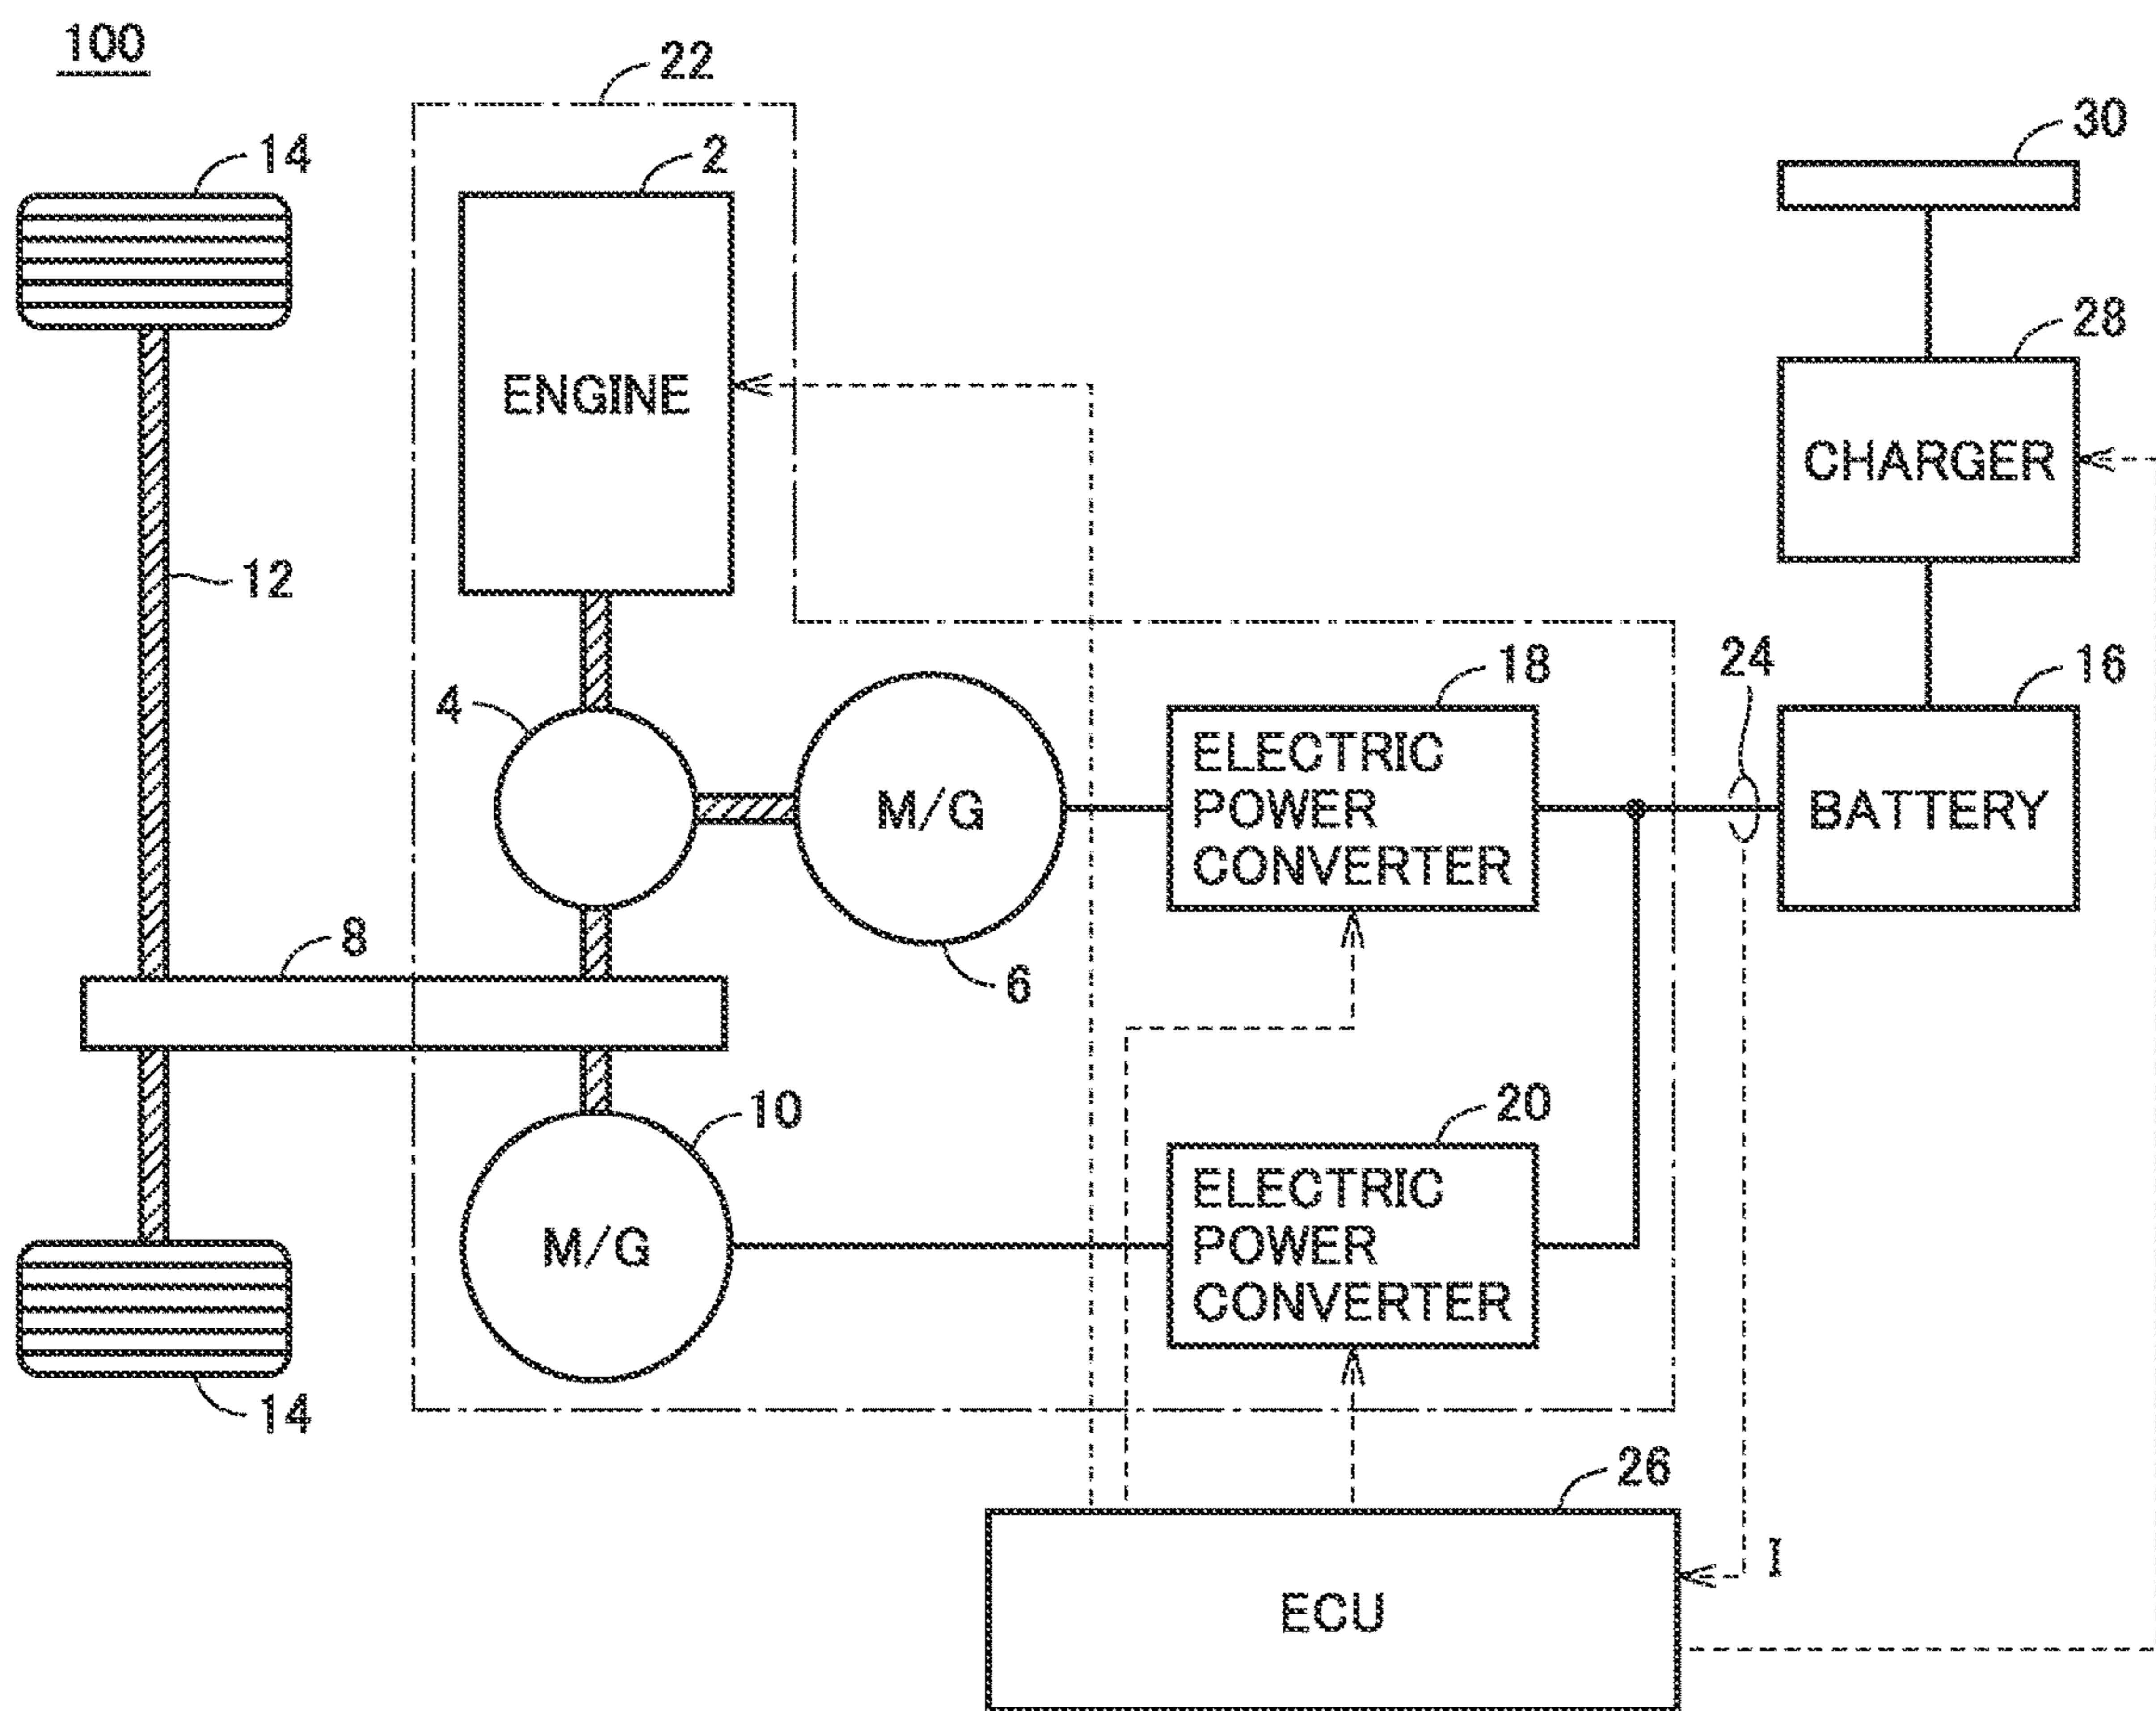 100
22
14
2
30
ENGINE
28
CHARGER
12
4
18
24
16
M/G
ELECTRIC
POWER
CONVERTER
BATTERY
8
6
10
20
M/G
ELECTRIC
POWER
CONVERTER
14
26
I
ECU